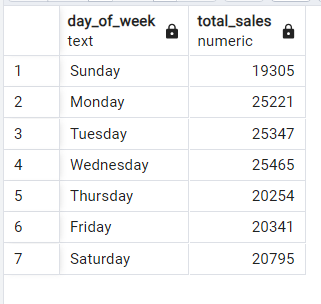 day_of_week total_sales
text numeric
1 Sunday 19305
2 Monday 25221
3 Tuesday 25347
4 Wednesday 25465
5 Thursday 20254
6 Friday 20341
7 Saturday 20795